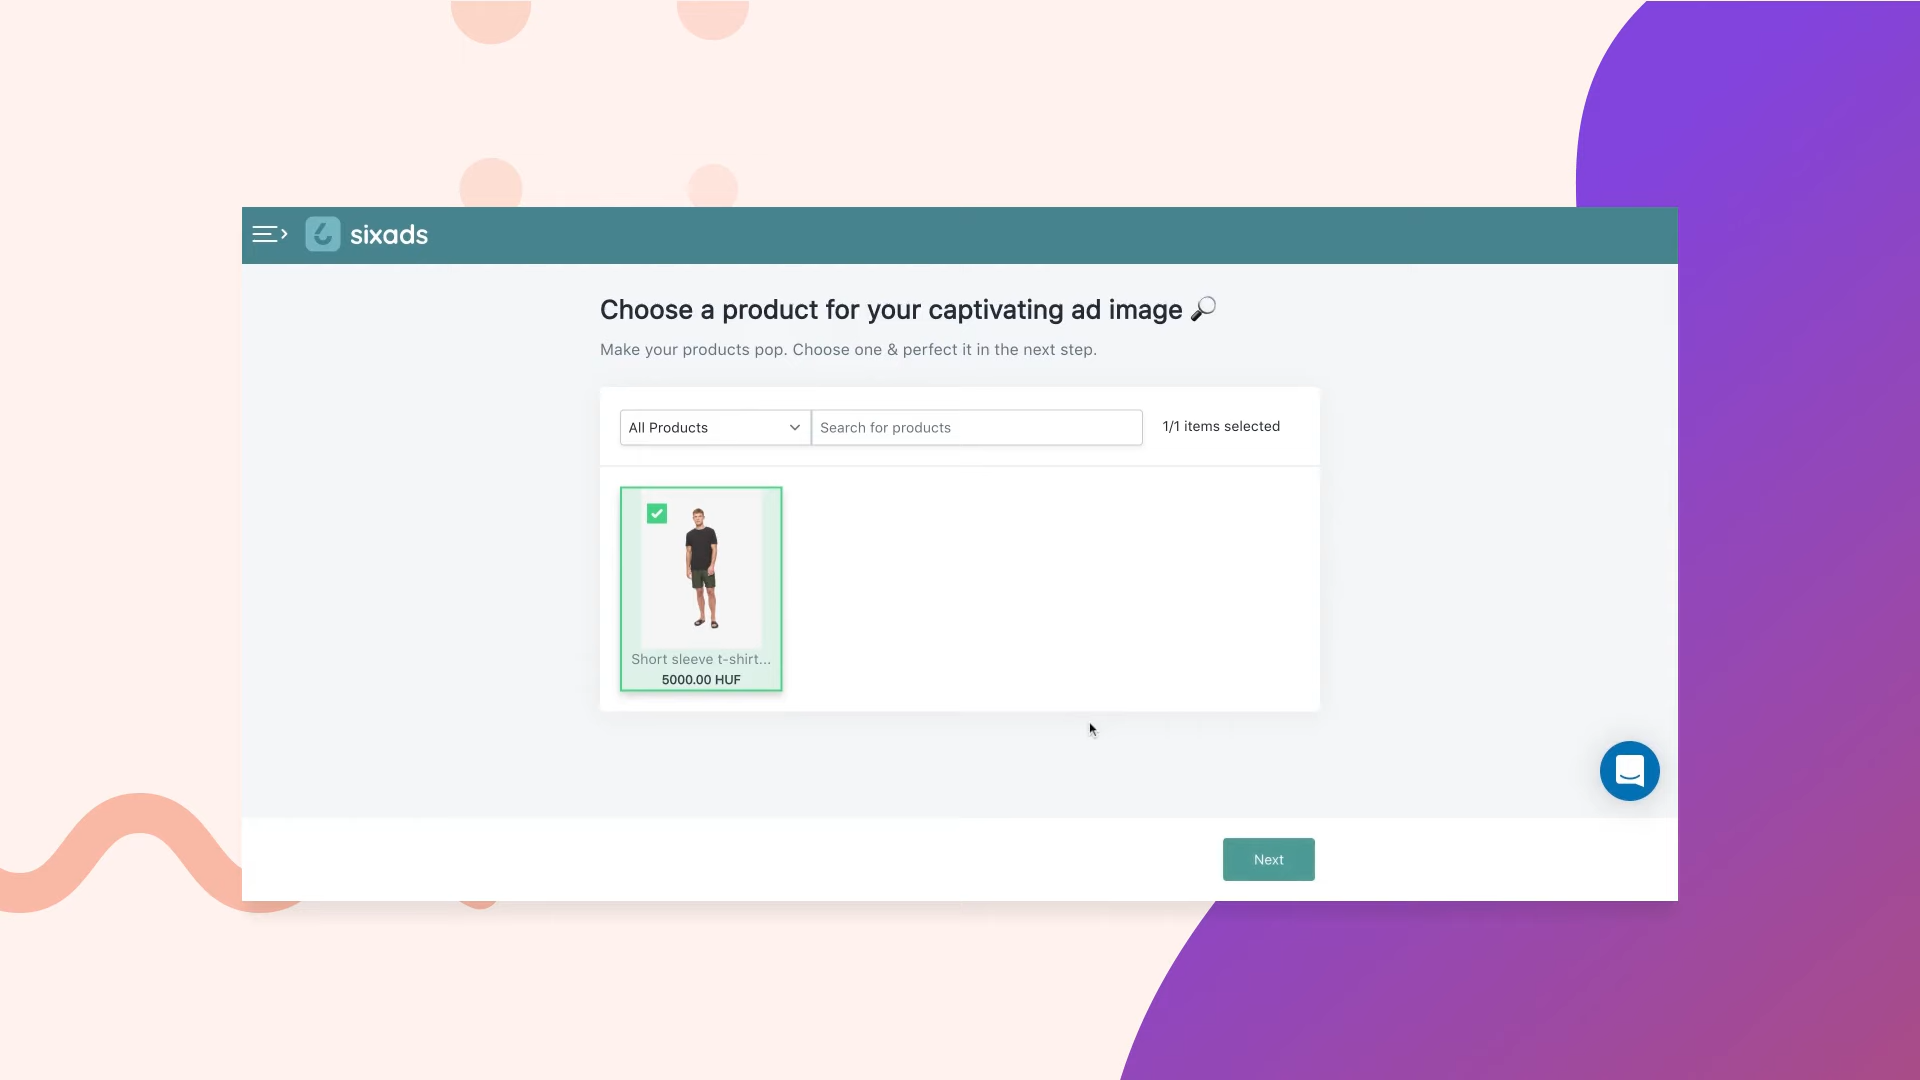 sixads
Choose a product for your captivating ad image
Make your products pop. Choose one & perfect it in the next step.
All Products
Search for products
1/1 items selected
Short sleeve t-shirt...
5000.00 HUF
Next